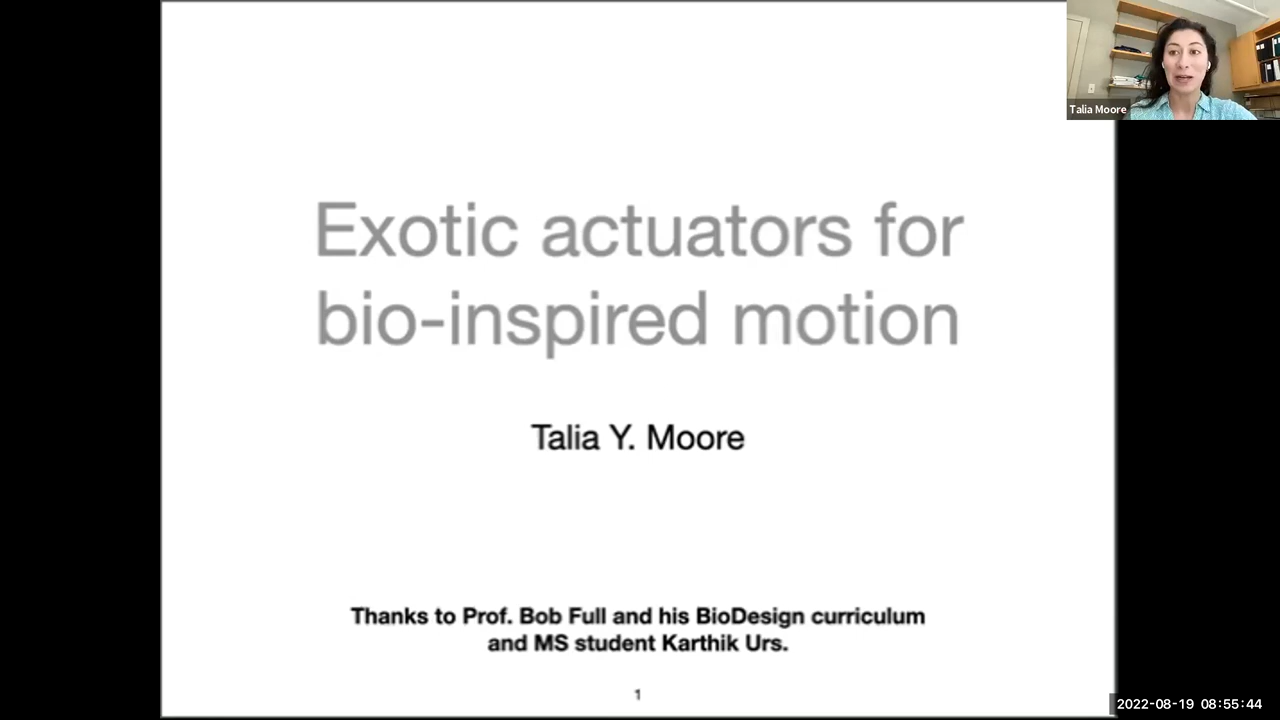 Talia Moore
Exotic actuators for
bio-inspired motion
Talia Y. Moore
Thanks to Prof. Bob Full and his BioDesign curriculum
and MS student Karthik Urs.
1
2022-08-19 08:55:44